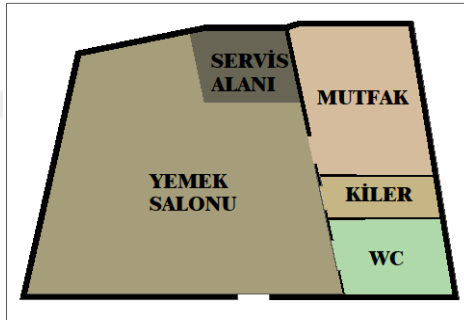 SERVİS
ALANI
MUTFAK
YEMEK
SALONU
KİLER
WC